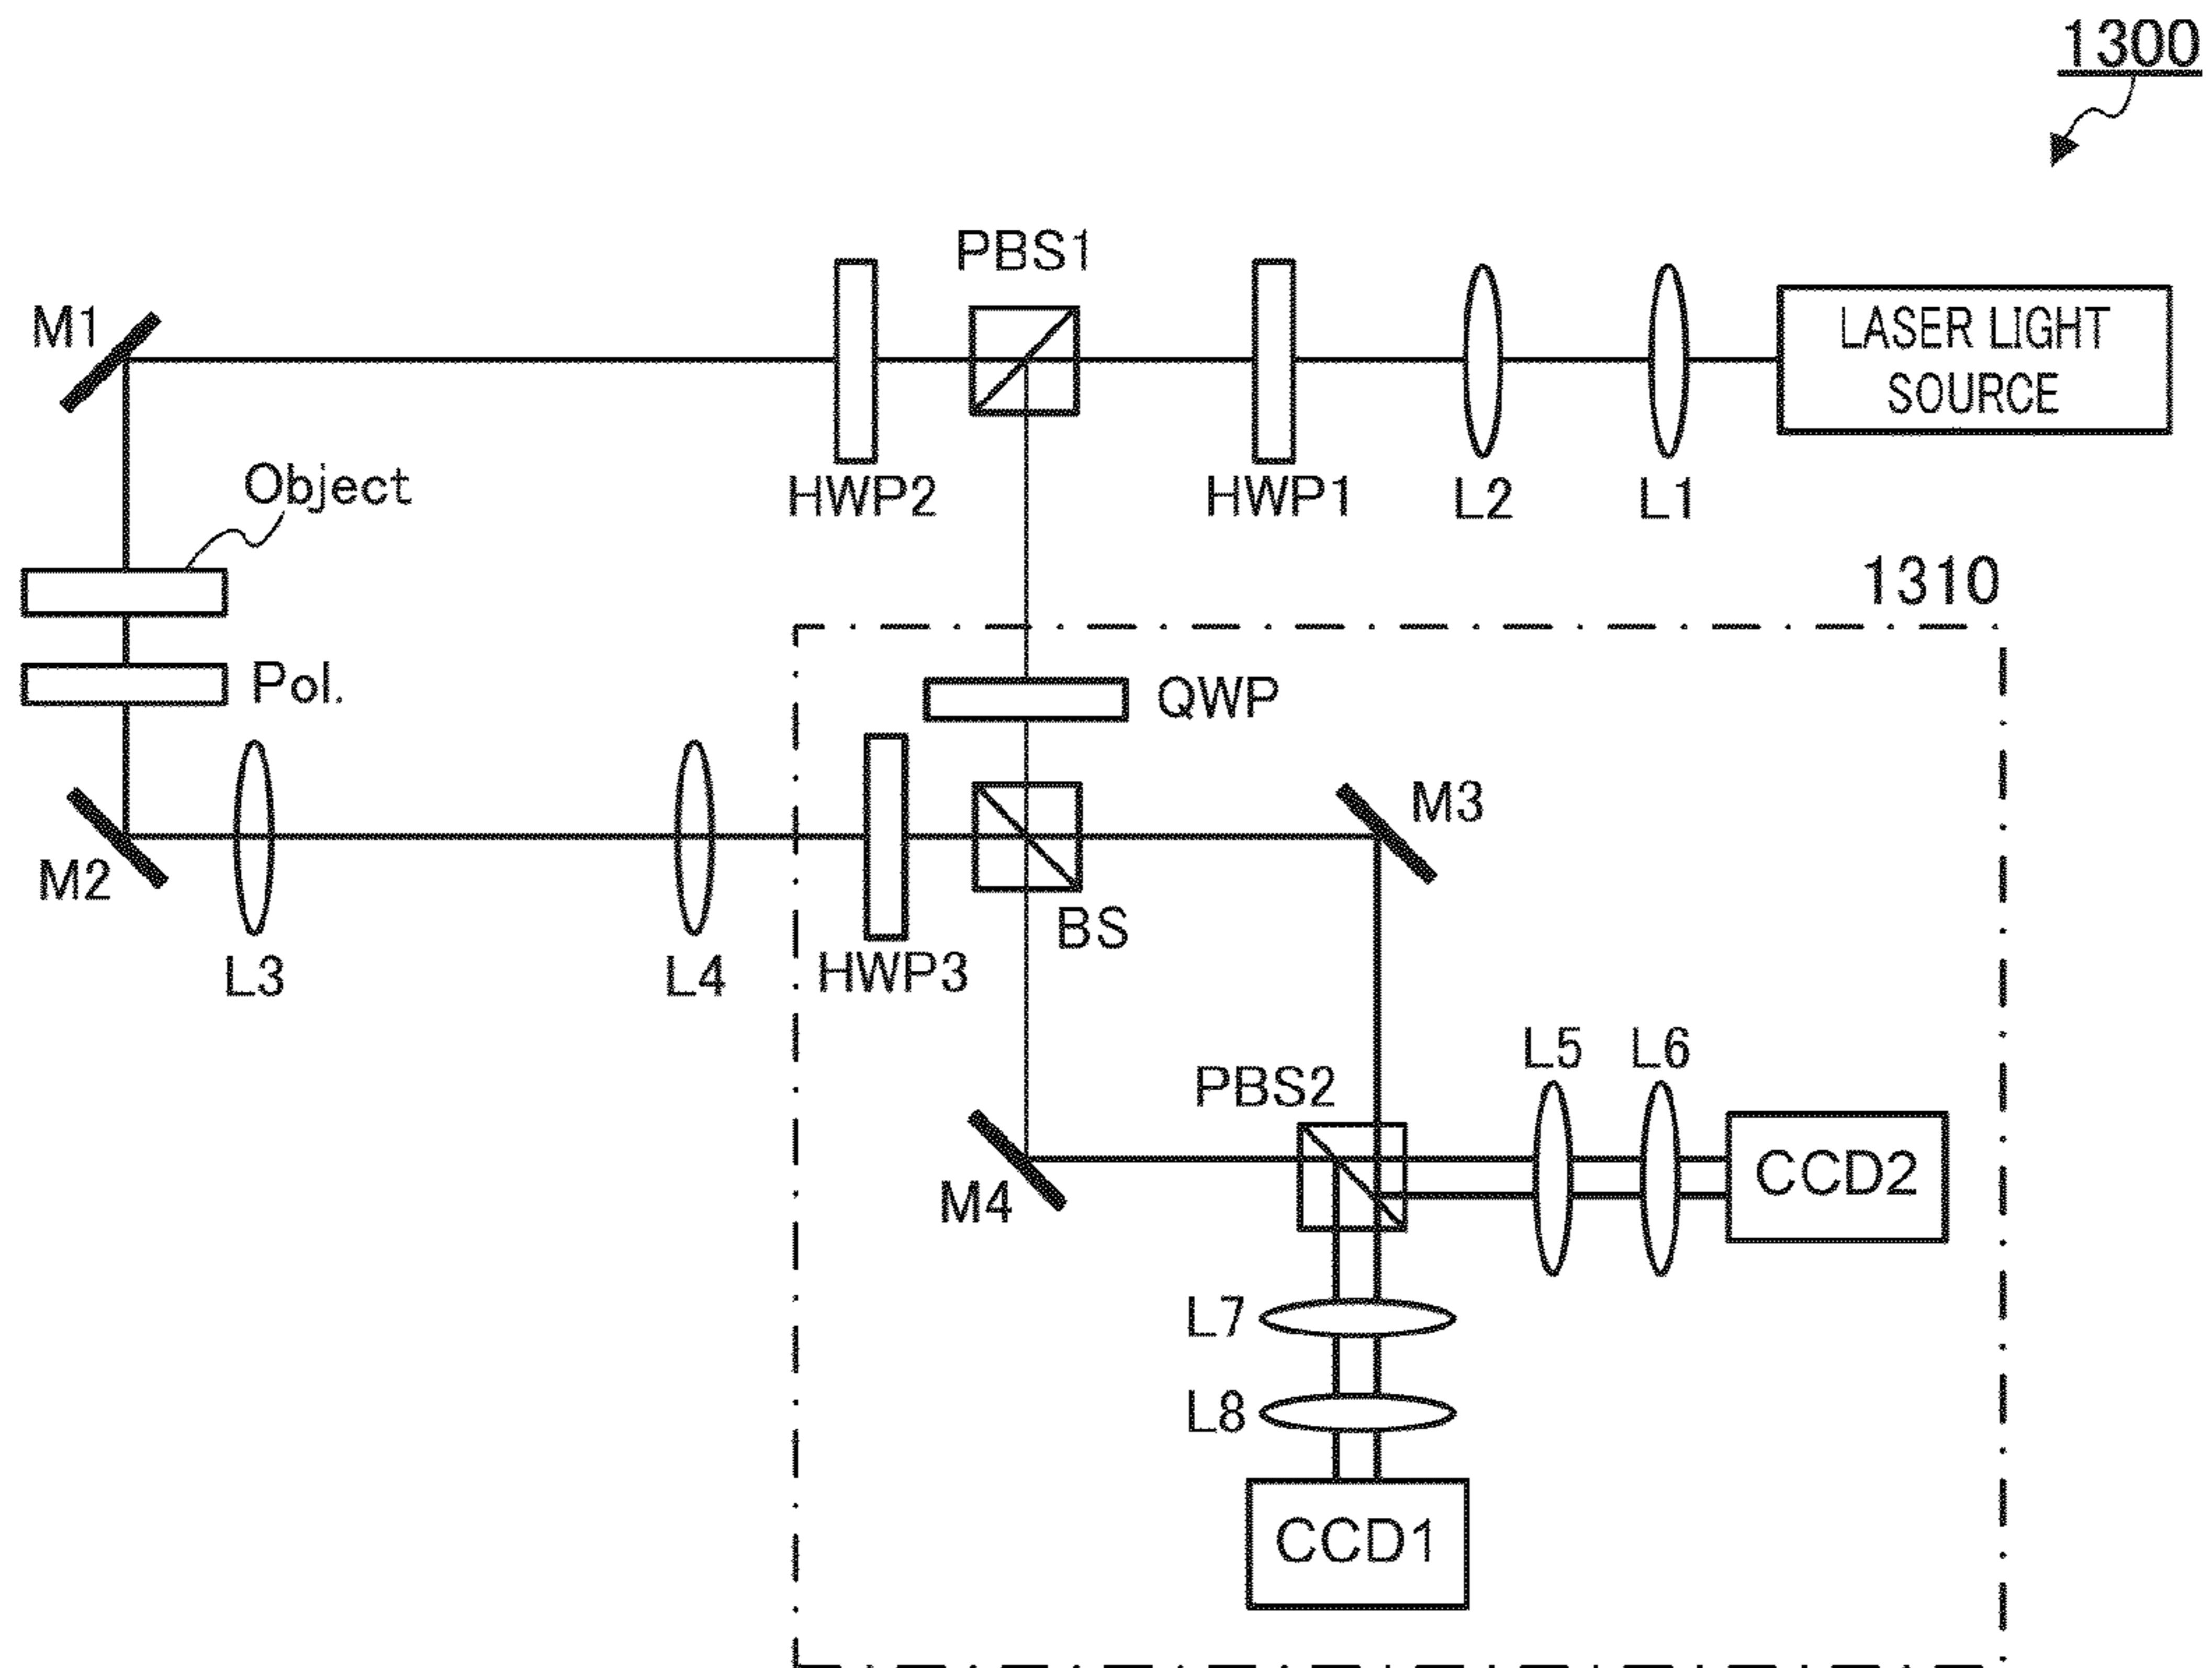 1300
PBS1
M1
LASER LIGHT
SOURCE
Object
HWP2
HWP1
L2
L1
1310
Pol.
QWP
M3
M2
BS
L3
L4
HWP3
L5
L6
PBS2
CCD2
M4
L7
L8
CCD1